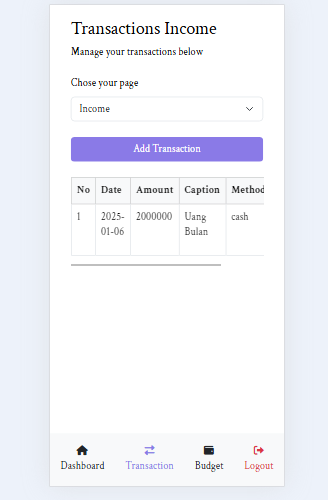 Transactions Income
Manage your transactions below
Chose your page
Income
Add Transaction
No Date Amount Caption Method
1 2025- 2000000 Uang cash
01-06 Bulan
Dashboard Transaction Budget Logout